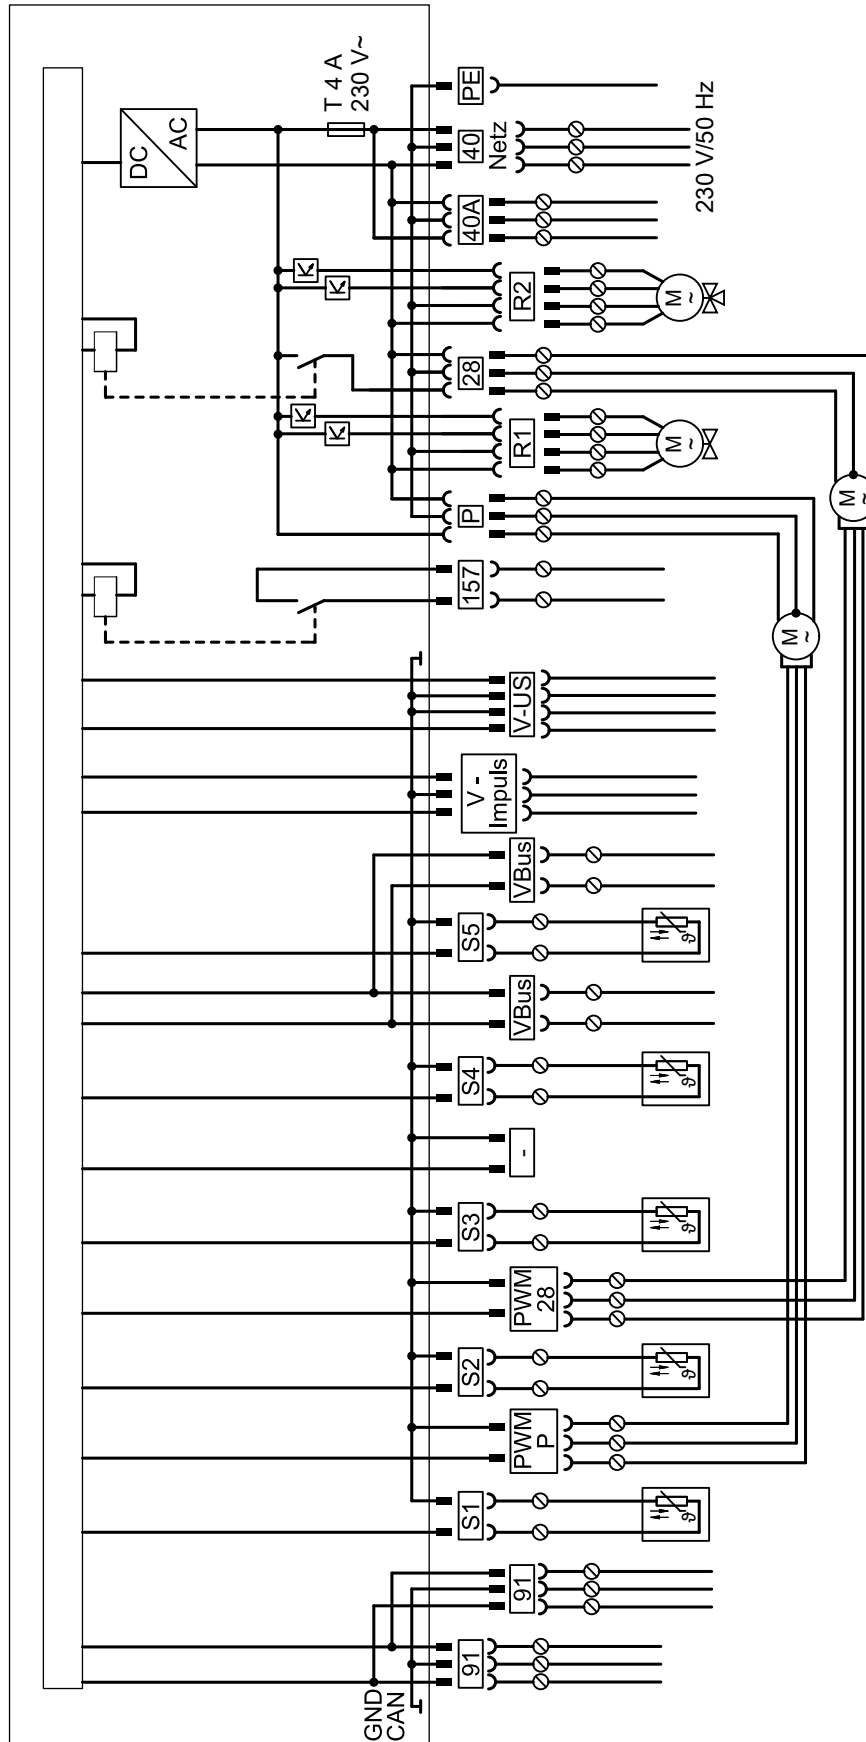 T 4 A
230 V~
DC
AC
PE
40
Netz
230 V/50 Hz
40A
R2
M
~
28
R1
M
~
M
~
P
157
M
~
V-US
V -
Impuls
VBus
S5
ϑ
VBus
S4
ϑ
-
S3
ϑ
PWM
28
S2
ϑ
PWM
P
S1
ϑ
91
91
GND
CAN